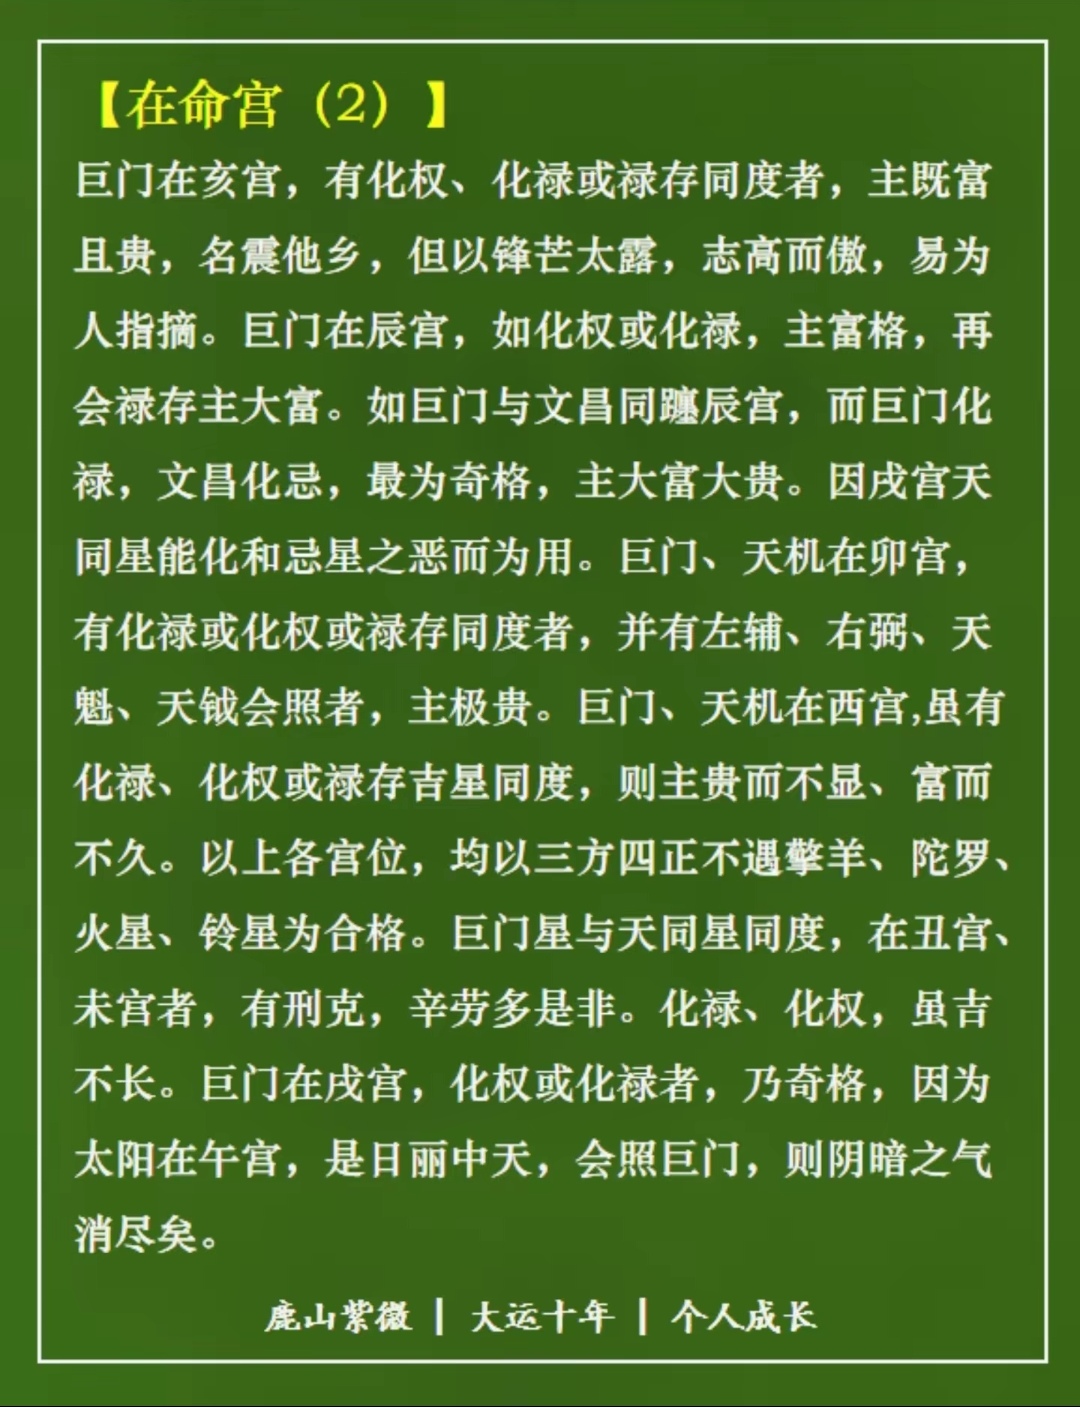 【在命宫（2）】
巨门在亥宫，有化权、化禄或禄存同度者，主既富
且贵，名震他乡，但以锋芒太露，志高而傲，易为
人指摘。巨门在辰宫，如化权或化禄，主富格，再
会禄存主大富。如巨门与文昌同躔辰宫，而巨门化
禄，文昌化忌，最为奇格，主大富大贵。因戌宫天
同星能化和忌星之恶而为用。巨门、天机在卯宫，
有化禄或化权或禄存同度者，并有左辅、右弼、天
魁、天钺会照者，主极贵。巨门、天机在酉宫,虽有
化禄、化权或禄存吉星同度，则主贵而不显、富而
不久。以上各宫位，均以三方四正不遇擎羊、陀罗、
火星、铃星为合格。巨门星与天同星同度，在丑宫、
未宫者，有刑克，辛劳多是非。化禄、化权，虽吉
不长。巨门在戌宫，化权或化禄者，乃奇格，因为
太阳在午宫，是日丽中天，会照巨门，则阴暗之气
消尽矣。
鹿山紫微 | 大运十年 | 个人成长